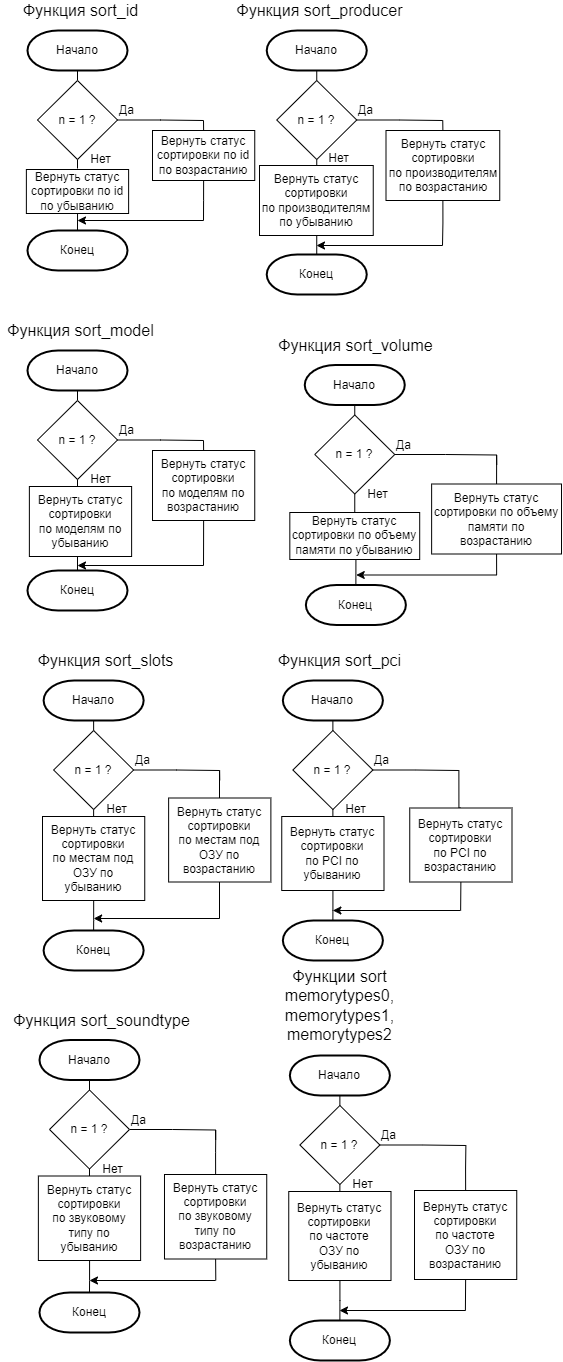 Функция sort_id
Начало
n = 1 ?
Да
Вернуть статус
сортировки по id
по возрастанию
Нет
Вернуть статус
сортировки по id
по убыванию
Конец
Функция sort_producer
Начало
n = 1 ?
Да
Вернуть статус
сортировки
по производителям
по возрастанию
Нет
Вернуть статус
сортировки
по производителям
по убыванию
Конец
Функция sort_model
Начало
n = 1 ?
Да
Вернуть статус
сортировки
по моделям по
возрастанию
Нет
Вернуть статус
сортировки
по моделям по
убыванию
Конец
Функция sort_volume
Начало
n = 1 ?
Да
Вернуть статус
сортировки по объему
памяти по
возрастанию
Нет
Вернуть статус
сортировки по объему
памяти по убыванию
Конец
Функция sort_slots
Начало
n = 1 ?
Да
Вернуть статус
сортировки
по местам под
ОЗУ по
возрастанию
Нет
Вернуть статус
сортировки
по местам под
ОЗУ по
убыванию
Конец
Функция sort_pci
Начало
n = 1 ?
Да
Вернуть статус
сортировки
по PCI по
возрастанию
Нет
Вернуть статус
сортировки
по PCI по
убыванию
Конец
Функция sort_soundtype
Начало
n = 1 ?
Да
Вернуть статус
сортировки
по звуковому
типу по
возрастанию
Нет
Вернуть статус
сортировки
по звуковому
типу по
убыванию
Конец
Функции sort
memorytypes0,
memorytypes1,
memorytypes2
Начало
n = 1 ?
Да
Вернуть статус
сортировки
по частоте
ОЗУ по
возрастанию
Нет
Вернуть статус
сортировки
по частоте
ОЗУ по
убыванию
Конец